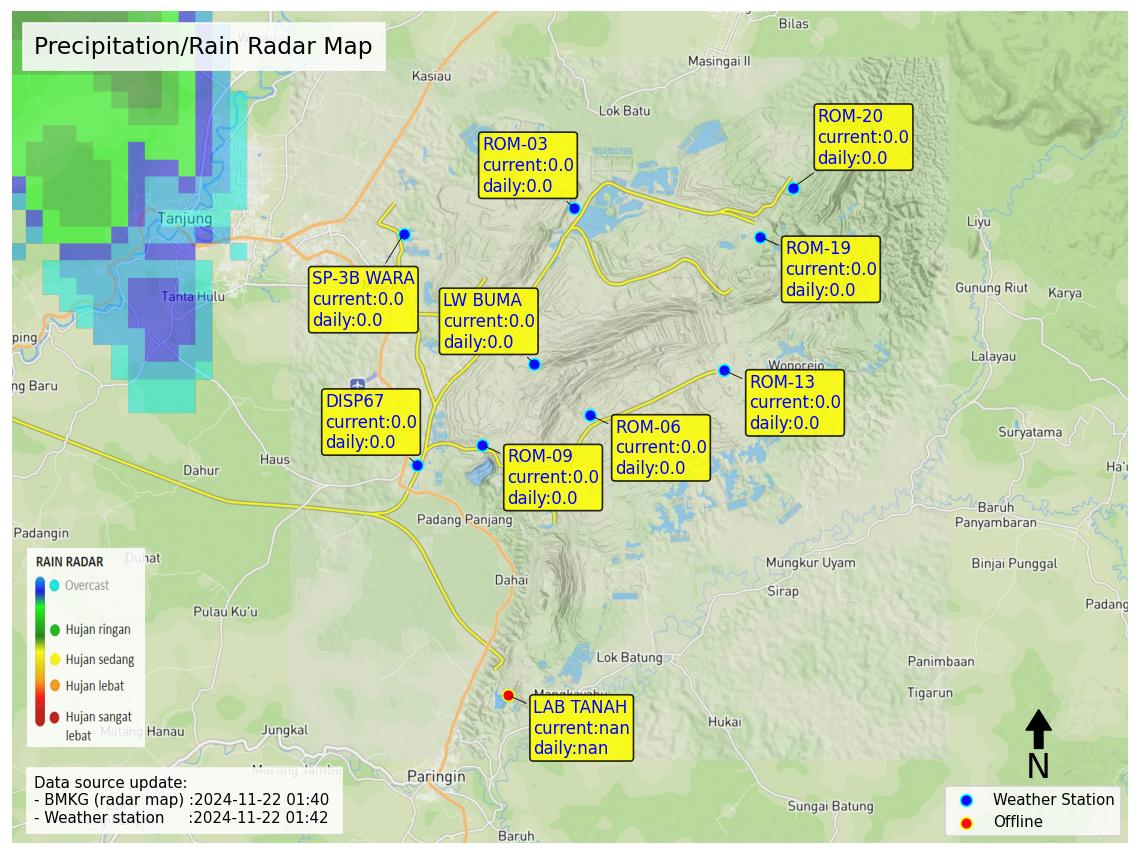 Precipitation/Rain Radar Map
Bilas
Masingai II
Kasiau
Lok Batu
ROM-20
current:0.0
daily:0.0
ROM-03
current:0.0
daily:0.0
Tanjung
Liyu
ROM-19
current:0.0
daily:0.0
SP-3B WARA
current:0.0
daily:0.0
Tanta Hulu
LW BUMA
current:0.0
daily:0.0
Gunung Riut
Karya
ping
Lalayau
Wonorejo
ng Baru
ROM-13
current:0.0
daily:0.0
DISP67
current:0.0
daily:0.0
ROM-06
current:0.0
daily:0.0
Suryatama
ROM-09
current:0.0
daily:0.0
Haus
Dahur
Ha'u
Padang Panjang
Baruh
Panyambaran
Padangin
Duhat
Mungkur Uyam
Binjai Punggal
RAIN RADAR
Overcast
Hujan ringan
Hujan sedang
Hujan lebat
Hujan sangat
lebat
Dahai
Sirap
Pulau Ku'u
Padang
Lok Batung
Panimbaan
Tigarun
LAB TANAH
current:nan
daily:nan
Matang Hanau
Jungkal
Hukai
Murung Jambu
Paringin
N
Data source update:
- BMKG (radar map) :2024-11-22 01:40
- Weather station :2024-11-22 01:42
Sungai Batung
Weather Station
Offline
Baruh